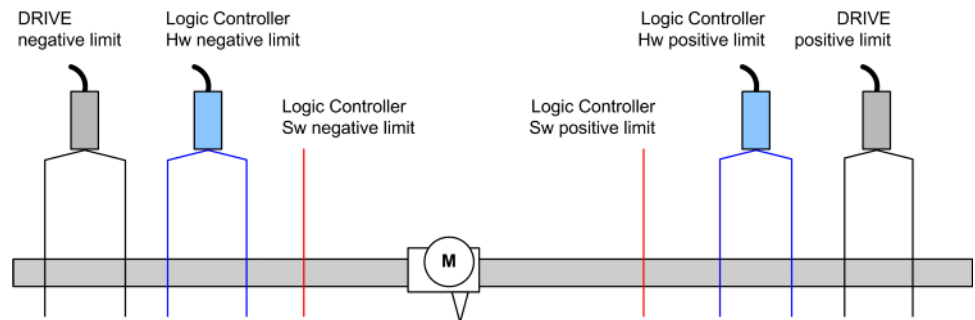 DRIVE
negative limit
Logic Controller
Hw negative limit
Logic Controller
Hw positive limit
DRIVE
positive limit
Logic Controller
Sw negative limit
Logic Controller
Sw positive limit
M